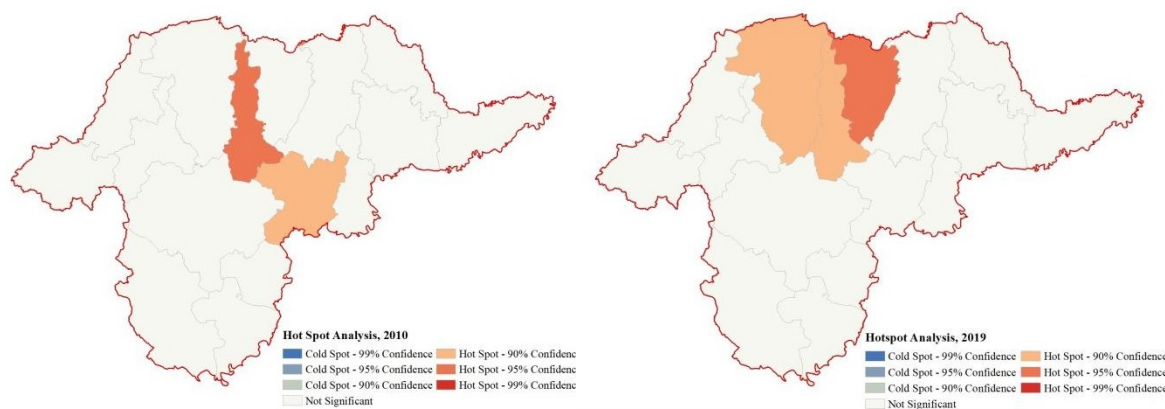 Hot Spot Analysis, 2010
Cold Spot - 99% Confidence Hot Spot - 90% Confidence
Cold Spot - 95% Confidence Hot Spot - 95% Confidence
Cold Spot - 90% Confidence Hot Spot - 99% Confidence
Not Significant
Hotspot Analysis, 2019
Cold Spot - 99% Confidence Hot Spot - 90% Confidence
Cold Spot - 95% Confidence Hot Spot - 95% Confidence
Cold Spot - 90% Confidence Hot Spot - 99% Confidence
Not Significant